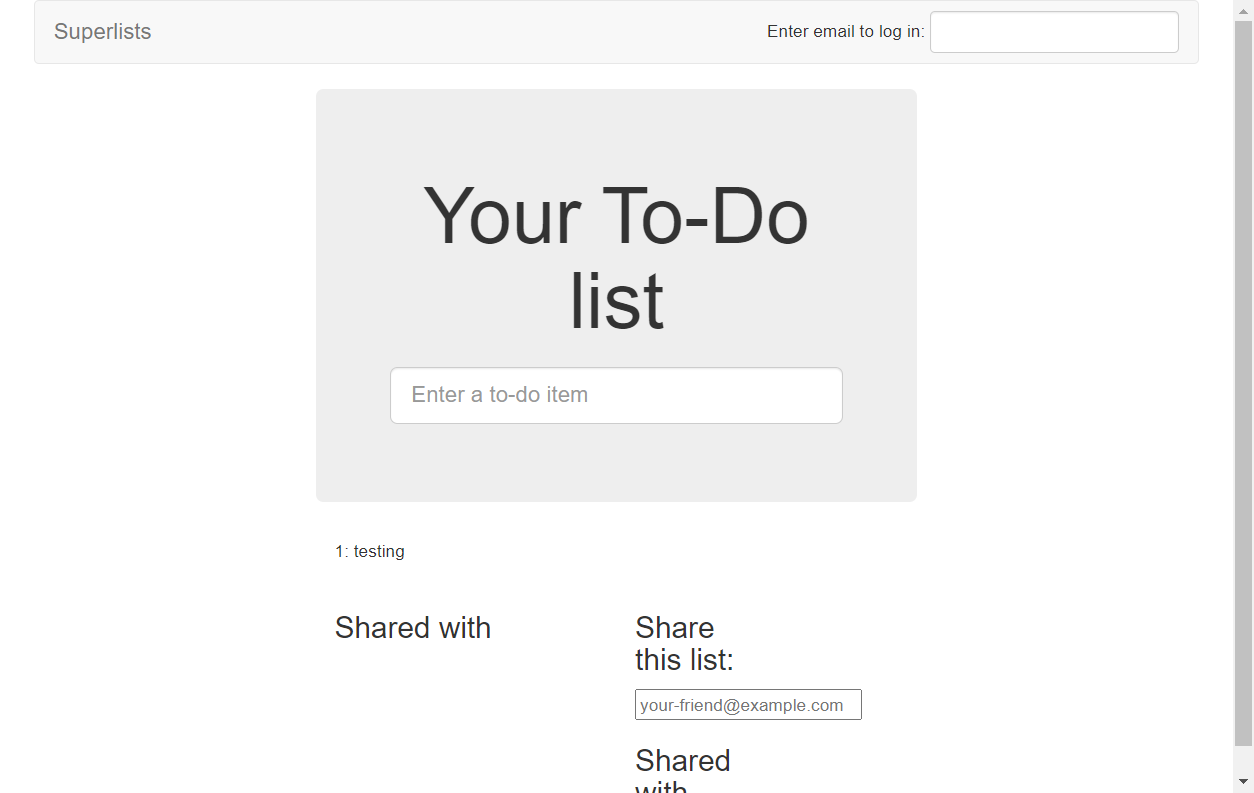 Superlists
Enter email to log in:
Your To-Do
list
Enter a to-do item
1: testing
Shared with
Share
this list:
your-friend@example.com
Shared
with